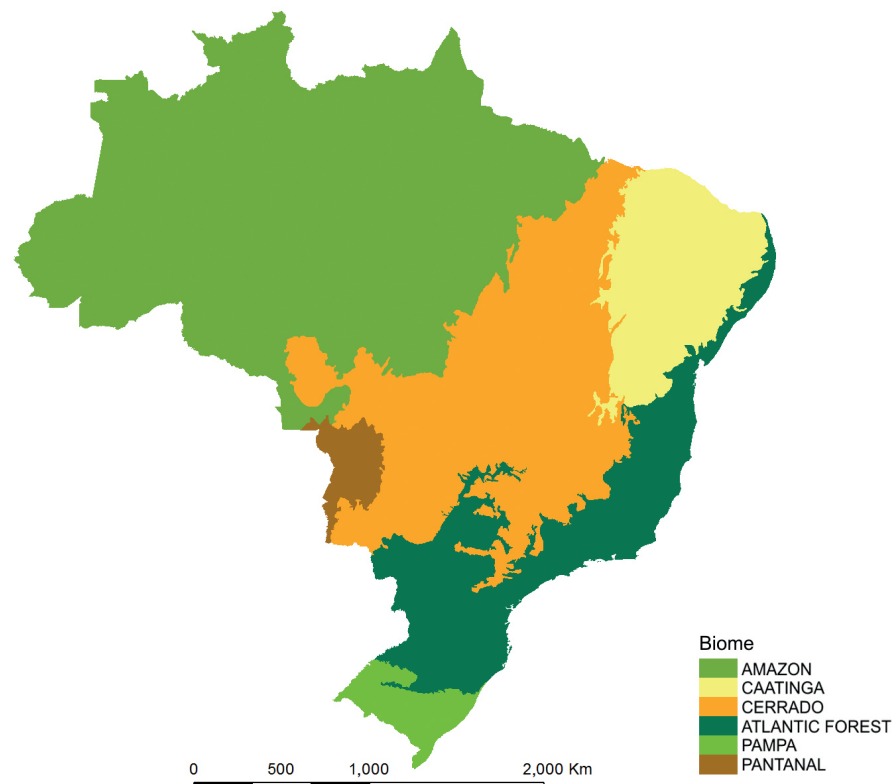 Biome
AMAZON
CAATINGA
CERRADO
ATLANTIC FOREST
PAMPA
PANTANAL
0 500 1,000 2,000 Km